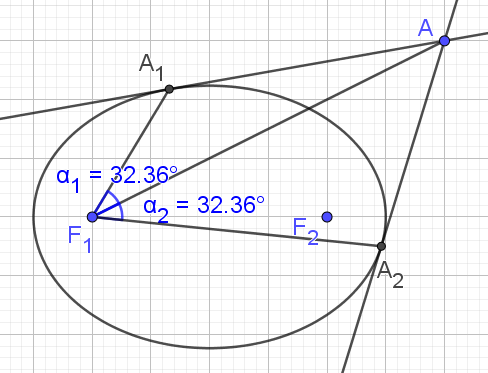 A
A₁
α₁ = 32.36°
α₂ = 32.36°
F₁
F₂
A₂